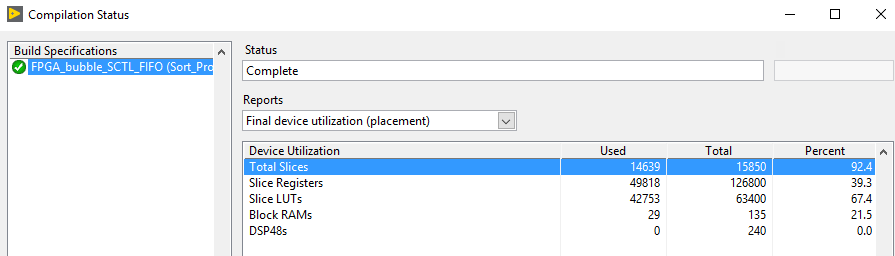 Compilation Status
Build Specifications
FPGA_bubble_SCTL_FIFO (Sort_Pro
Status
Complete
Reports
Final device utilization (placement)
Device Utilization Used Total Percent
Total Slices 14639 15850 92.4
Slice Registers 49818 126800 39.3
Slice LUTs 42753 63400 67.4
Block RAMs 29 135 21.5
DSP48s 0 240 0.0